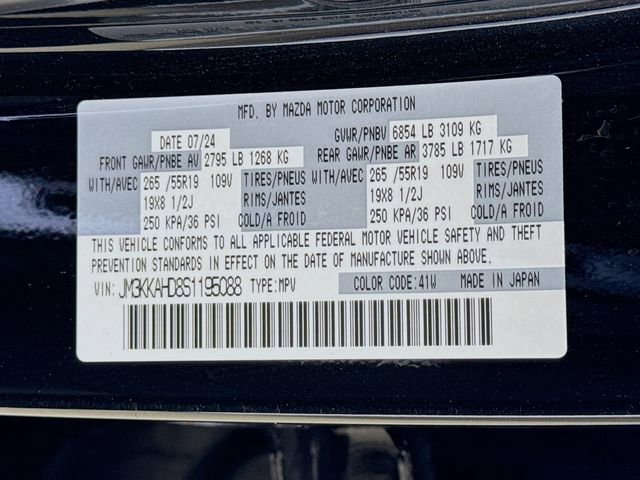 MFD. BY MAZDA MOTOR CORPORATION
DATE 07/24 GVWR/PNBV 6854 LB 3109 KG
FRONT GAWR/PNBE AV 2795 LB 1268 KG REAR GAWR/PNBE AR 3785 LB 1717 KG
WITH/AVEC 265 /55R19 109V TIRES/PNEUS WITH/AVEC 265 /55R19 109V TIRES/PNEUS
19X8 1/2J RIMS/JANTES 19X8 1/2J RIMS/JANTES
250 KPA/36 PSI COLD/A FROID 250 KPA/36 PSI COLD/A FROID
THIS VEHICLE CONFORMS TO ALL APPLICABLE FEDERAL MOTOR VEHICLE SAFETY AND THEFT
PREVENTION STANDARDS IN EFFECT ON THE DATE OF MANUFACTURE SHOWN ABOVE.
VIN: JM3KKAHD8S1195088 TYPE:MPV COLOR CODE:41W MADE IN JAPAN